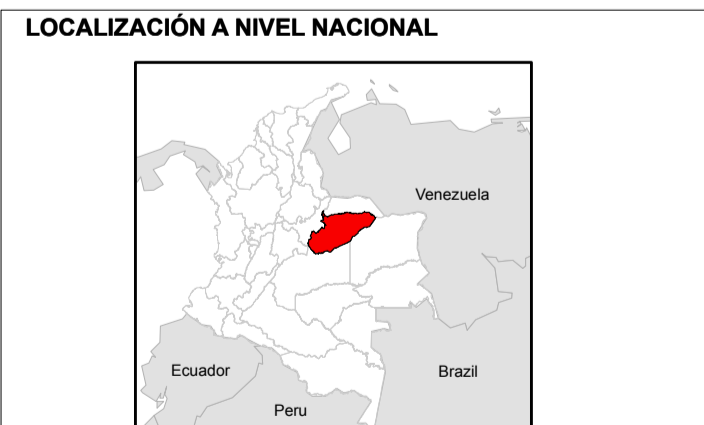 LOCALIZACIÓN A NIVEL NACIONAL
Venezuela
Ecuador
Brazil
Peru